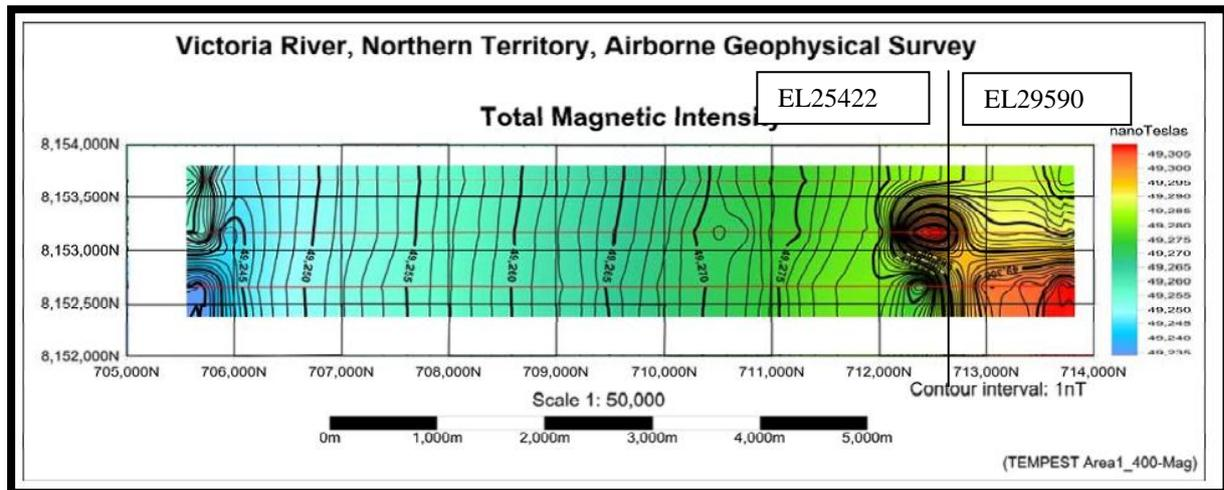 Victoria River, Northern Territory, Airborne Geophysical Survey
EL25422
EL29590
Total Magnetic Intensity
nanoTeslas
8,154,000N
8,153,500N
8,153,000N
8,152,500N
8,152,000N
49,305
49,300
49,295
49,290
49,285
49,280
49,275
49,270
49,265
49,260
49,255
49,250
49,245
49,240
49,235
49,245
49,250
49,255
49,260
49,265
49,270
49,275
49,300
705,000N 706,000N 707,000N 708,000N 709,000N 710,000N 711,000N 712,000N 713,000N 714,000N
Contour interval: 1nT
Scale 1: 50,000
0m 1,000m 2,000m 3,000m 4,000m 5,000m
(TEMPEST Area1_400-Mag)